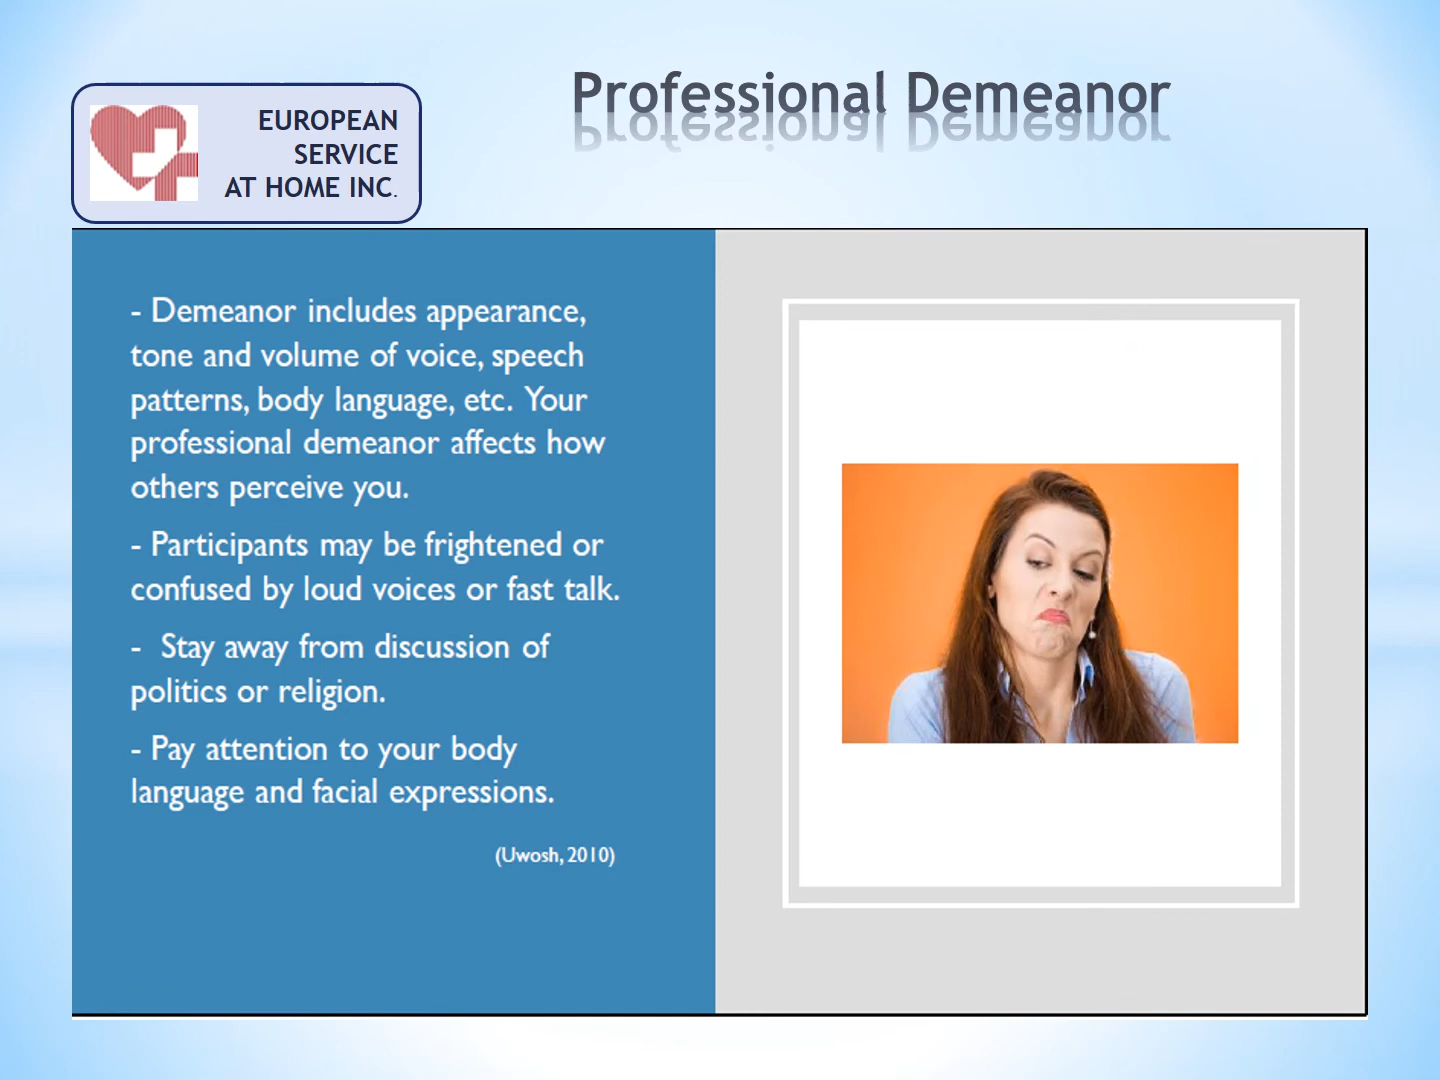 Professional Demeanor
EUROPEAN
SERVICE
AT HOME INC.
- Demeanor includes appearance,
tone and volume of voice, speech
patterns, body language, etc. Your
professional demeanor affects how
others perceive you.
- Participants may be frightened or
confused by loud voices or fast talk.
- Stay away from discussion of
politics or religion.
- Pay attention to your body
language and facial expressions.
(Uwosh, 2010)